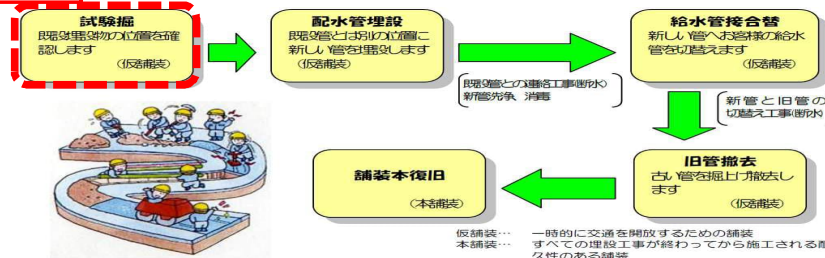 試験掘
既設埋設物の位置を確
認します
（仮舗装）
配水管埋設
既設管とは別の位置に
新しい管を埋設します
（仮舗装）
給水管接合替
新しい管へお客様の給水
管を切替えます
（仮舗装）
既設管との連絡工事（断水）
新管洗浄、消毒
新管と旧管の
切替え工事（断水）
旧管撤去
古い管を掘上げ撤去し
ます
（仮舗装）
舗装本復旧
（本舗装）
仮舗装… 一時的に交通を開放するための舗装
本舗装… すべての埋設工事が終わってから施工される耐
久性のある舗装